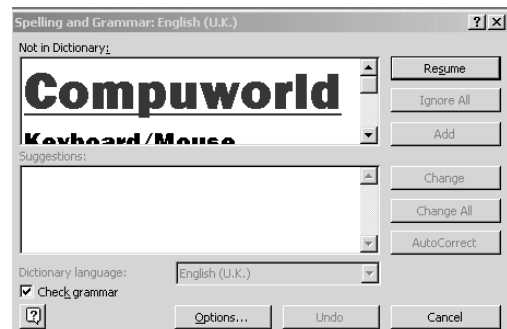 Spelling and Grammar: English (U.K.)
Not in Dictionary:
Compuworld
Keyboard/Mouse
Resume
Ignore All
Add
Suggestions:
Change
Change All
AutoCorrect
Dictionary language: English (U.K.)
Check grammar
Options... Undo Cancel